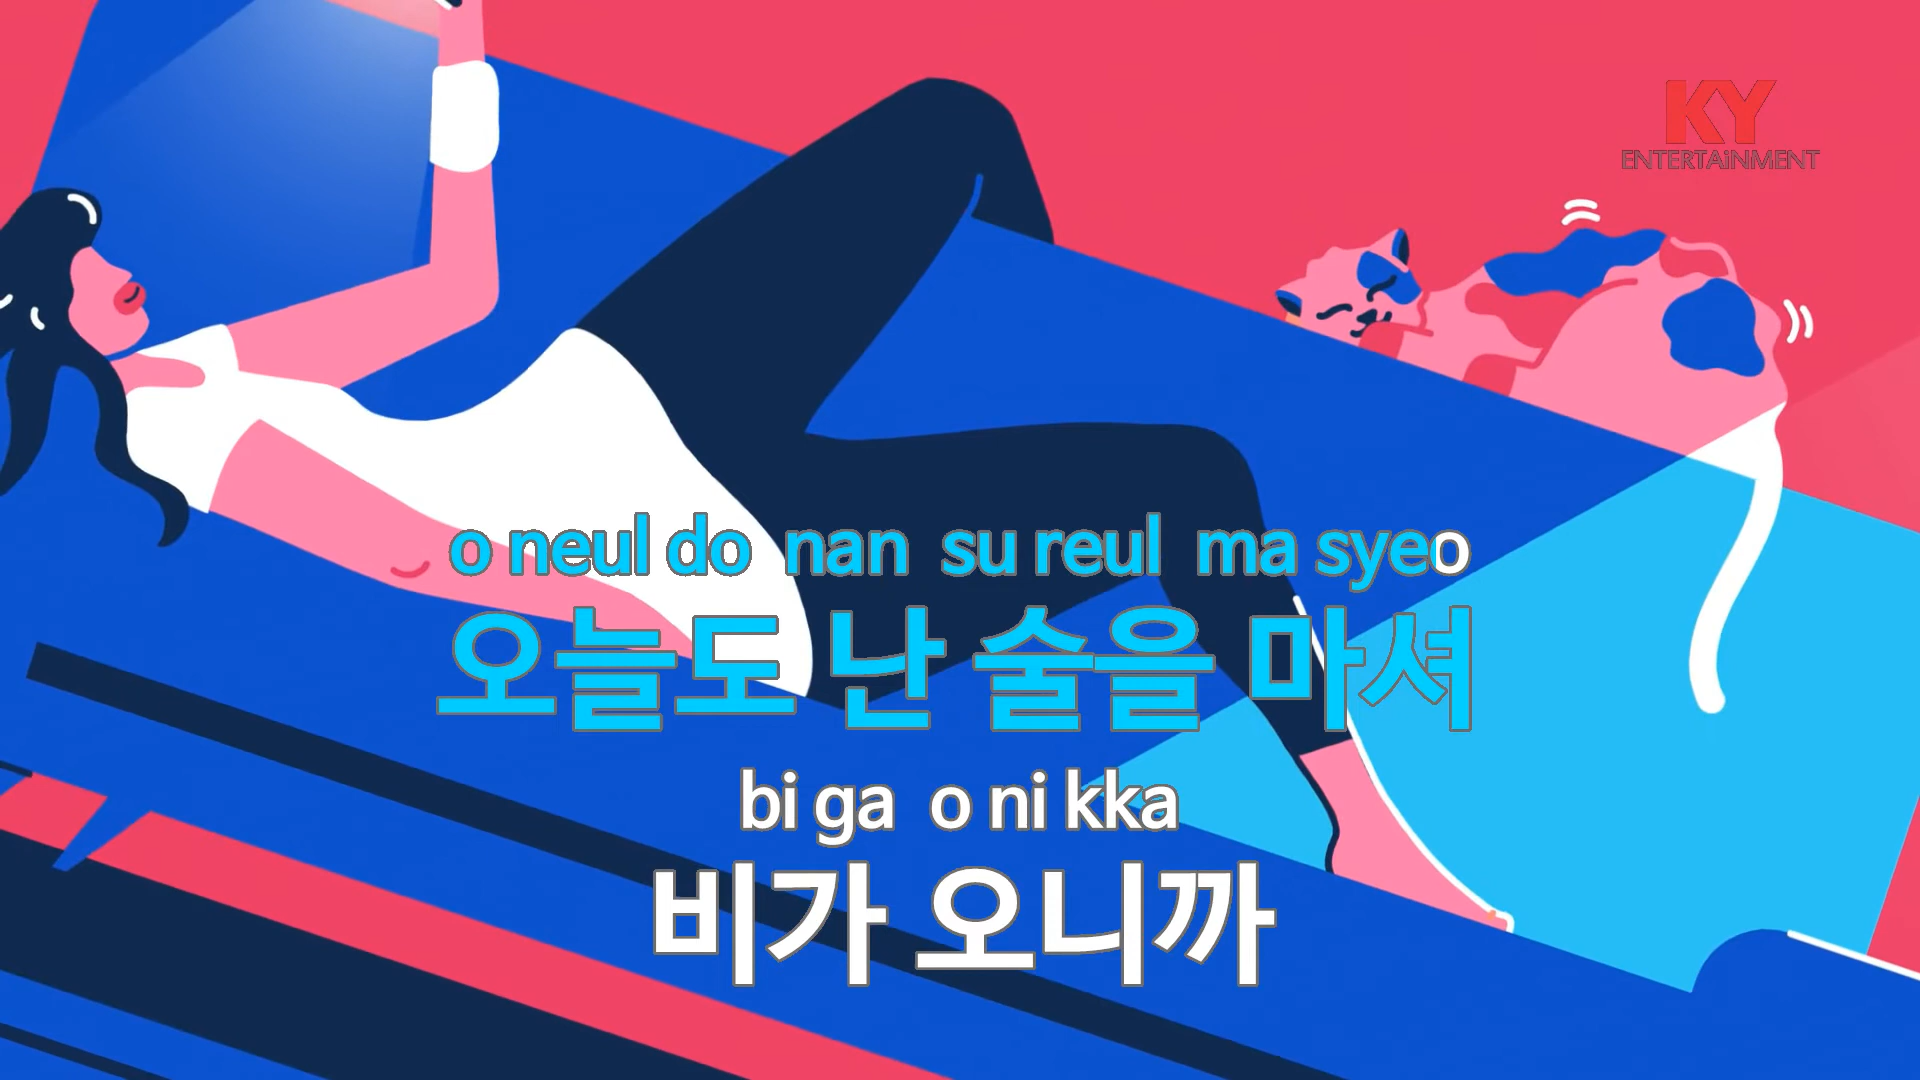 KY
ENTERTAiNMENT
o neul do nan su reul ma syeo
오늘도 난 술을 마셔
bi ga o ni kka
비가 오니까